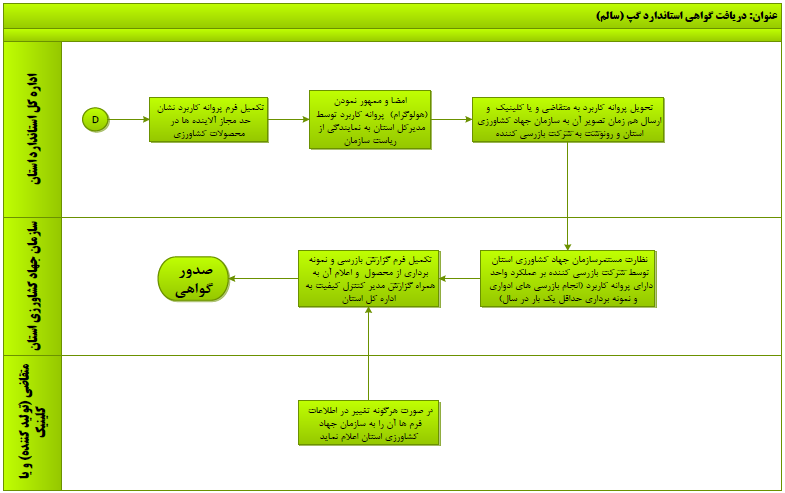 عنوان: دریافت گواهی استاندارد گپ (سالم)
اداره کل استاندارد استان
D
تکمیل فرم پروانه کاربرد نشان
حد مجاز آلاینده ها در
محصولات کشاورزی
امضا و ممهور نمودن
(هولوگرام) پروانه کاربرد توسط
مدیرکل استان به نمایندگی از
ریاست سازمان
تحویل پروانه کاربرد به متقاضی و یا کلینیک و
ارسال هم زمان تصویر آن به سازمان جهاد کشاورزی
استان و رونوشت به شرکت بازرسی کننده
سازمان جهاد کشاورزی استان
نظارت مستمرسازمان جهاد کشاورزی استان
توسط شرکت بازرسی کننده بر عملکرد واحد
دارای پروانه کاربرد (انجام بازرسی های ادواری
و نمونه برداری حداقل یک بار در سال)
تکمیل فرم گزارش بازرسی و نمونه
برداری از محصول و اعلام آن به
همراه گزارش مدیر کنترل کیفیت به
اداره کل استان
صدور
گواهی
متقاضی (تولید کننده) و یا
کلینیک
در صورت هرگونه تغییر در اطلاعات
فرم ها آن را به سازمان جهاد
کشاورزی استان اعلام نماید